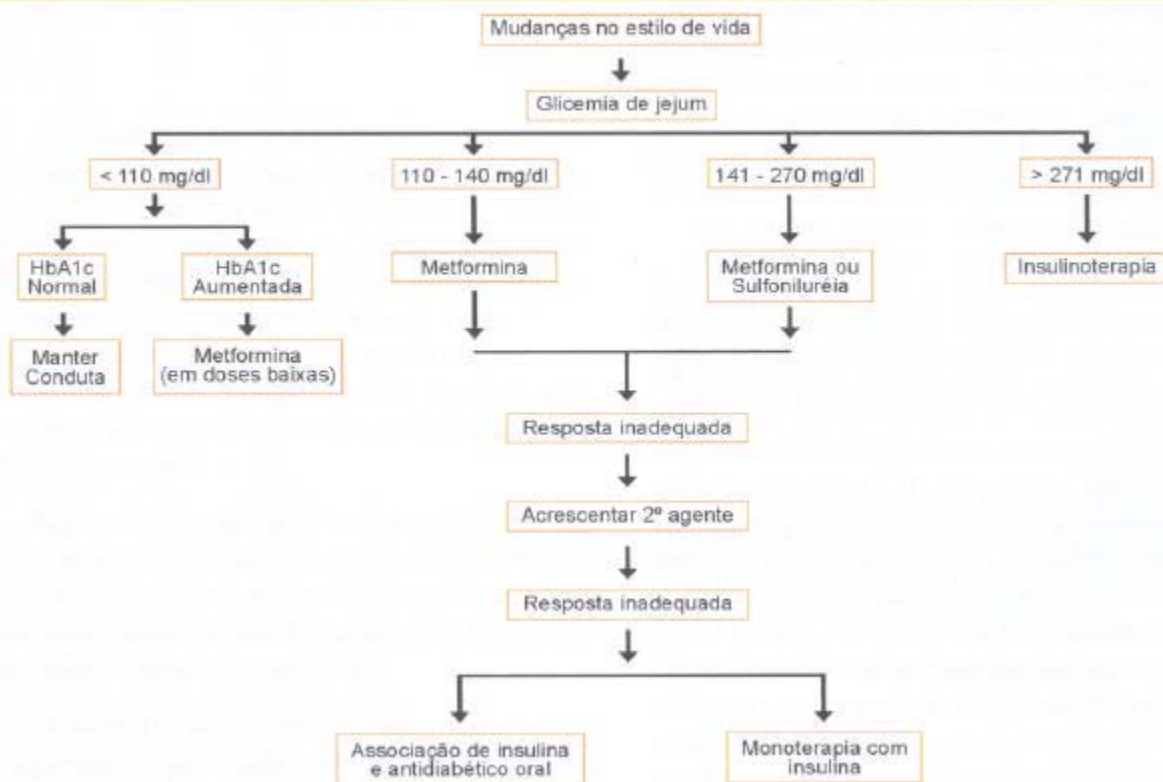 Mudanças no estilo de vida
Glicemia de jejum
< 110 mg/dl
110 - 140 mg/dl
141 - 270 mg/dl
> 271 mg/dl
HbA1c
Normal
HbA1c
Aumentada
Metformina
Metformina ou
Sulfoniluréia
Insulinoterapia
Manter
Conduta
Metformina
(em doses baixas)
Resposta inadequada
Acrescentar 2º agente
Resposta inadequada
Associação de insulina
e antidiabético oral
Monoterapia com
insulina